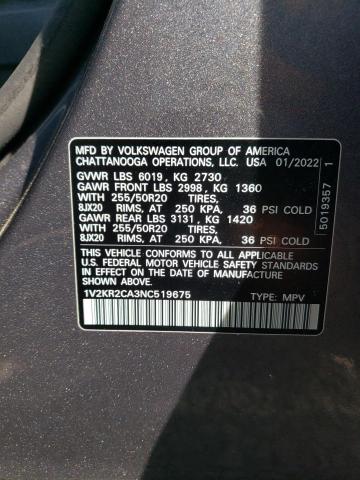 MFD BY VOLKSWAGEN GROUP OF AMERICA
CHATTANOOGA OPERATIONS, LLC. USA 01/2022
GVWR LBS 6019, KG 2730
GAWR FRONT LBS 2998, KG 1360
WITH 255/50R20
8JX20 RIMS, AT 250 KPA, 36 PSI COLD
GAWR REAR LBS 3131, KG 1420
WITH 255/50R20
8JX20 RIMS, AT 250 KPA, 36 PSI COLD
THIS VEHICLE CONFORMS TO ALL APPLICABLE
U.S. FEDERAL MOTOR VEHICLE SAFETY STANDARDS
IN EFFECT ON THE DATE OF MANUFACTURE
SHOWN ABOVE.
1V2KR2CA3NC519675 TYPE: MPV
5019357 1